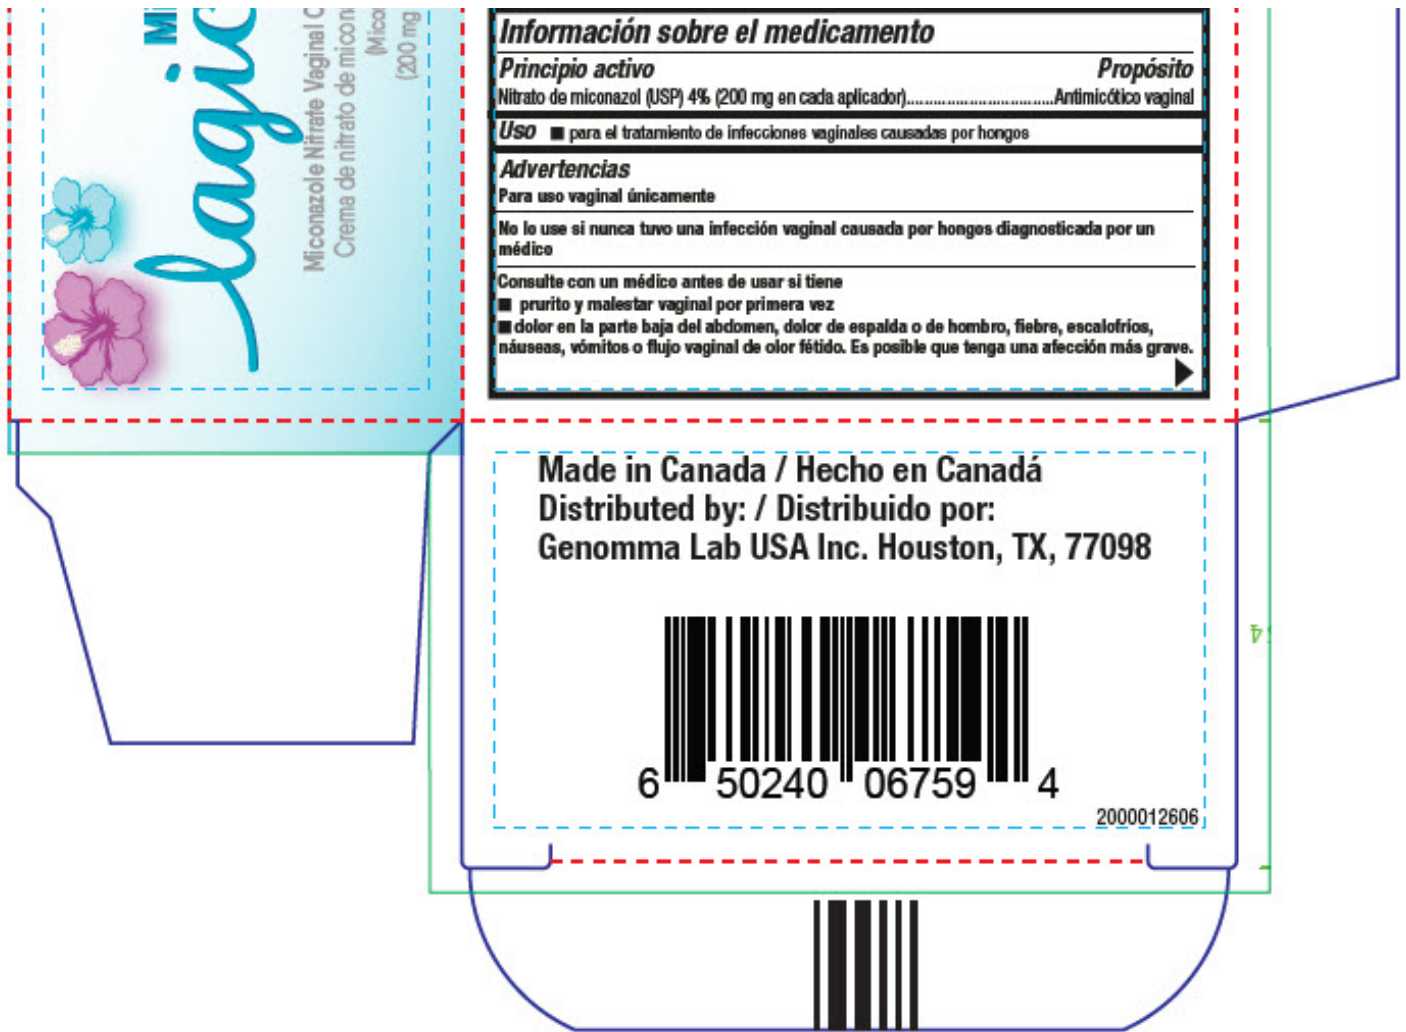 Mi
lagic
Miconazole Nitrate Vaginal C
Crema de nitrato de micona
(Micon
(200 mg
Información sobre el medicamento
Principio activo Propósito
Nitrato de miconazol (USP) 4% (200 mg en cada aplicador)................................Antimicótico vaginal
Uso ■ para el tratamiento de infecciones vaginales causadas por hongos
Advertencias
Para uso vaginal únicamente
No lo use si nunca tuvo una infección vaginal causada por hongos diagnosticada por un
médico
Consulte con un médico antes de usar si tiene
■ prurito y malestar vaginal por primera vez
■ dolor en la parte baja del abdomen, dolor de espalda o de hombro, fiebre, escalofríos,
náuseas, vómitos o flujo vaginal de olor fétido. Es posible que tenga una afección más grave.
Made in Canada / Hecho en Canadá
Distributed by: / Distribuido por:
Genomma Lab USA Inc. Houston, TX, 77098
6 50240 06759 4
2000012606